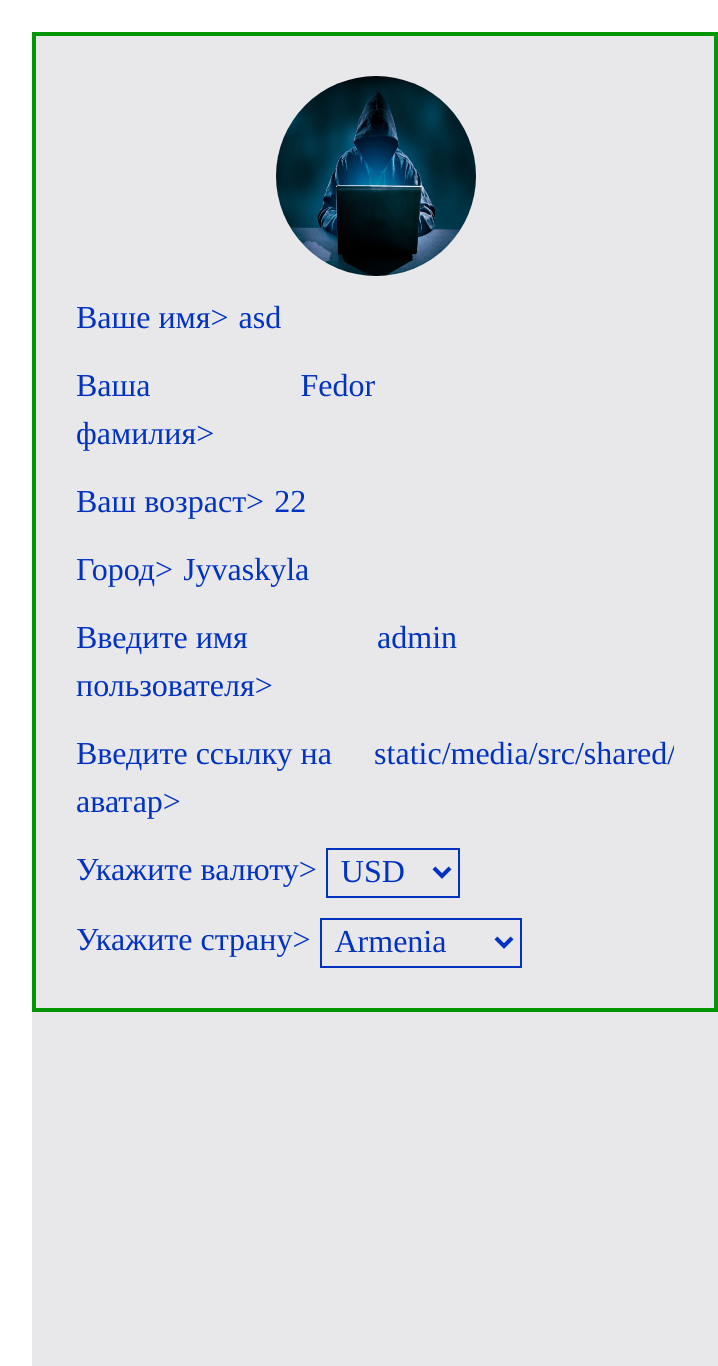 Ваше имя> asd
Ваша Fedor
фамилия>
Ваш возраст> 22
Город> Jyvaskyla
Введите имя admin
пользователя>
Введите ссылку на static/media/src/shared/
аватар>
Укажите валюту> USD
Укажите страну> Armenia